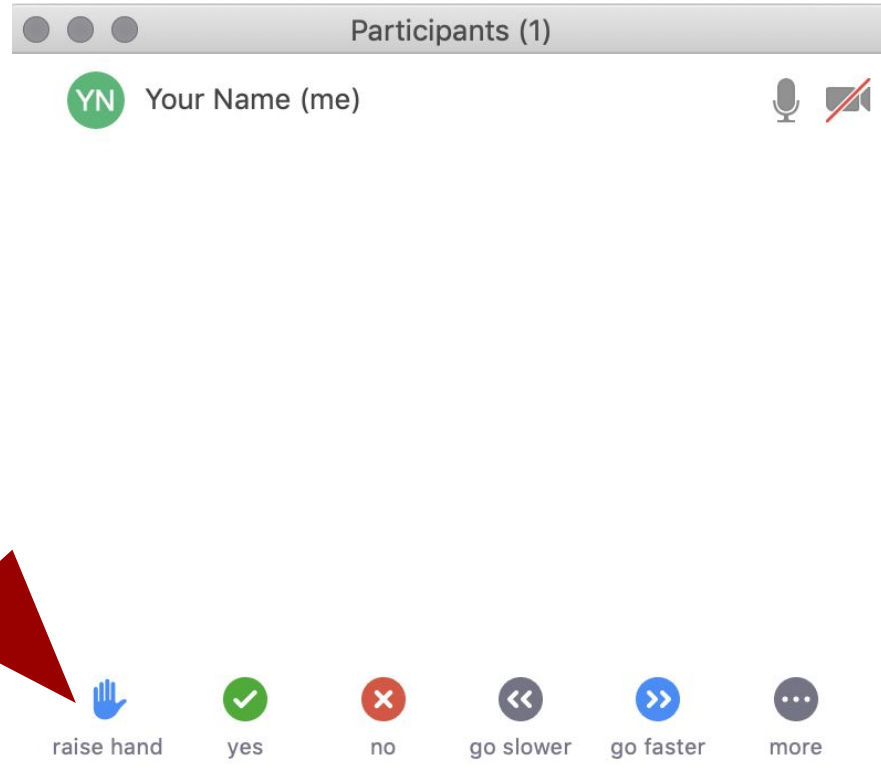 Participants (1)
YN Your Name (me)
raise hand yes no go slower go faster more